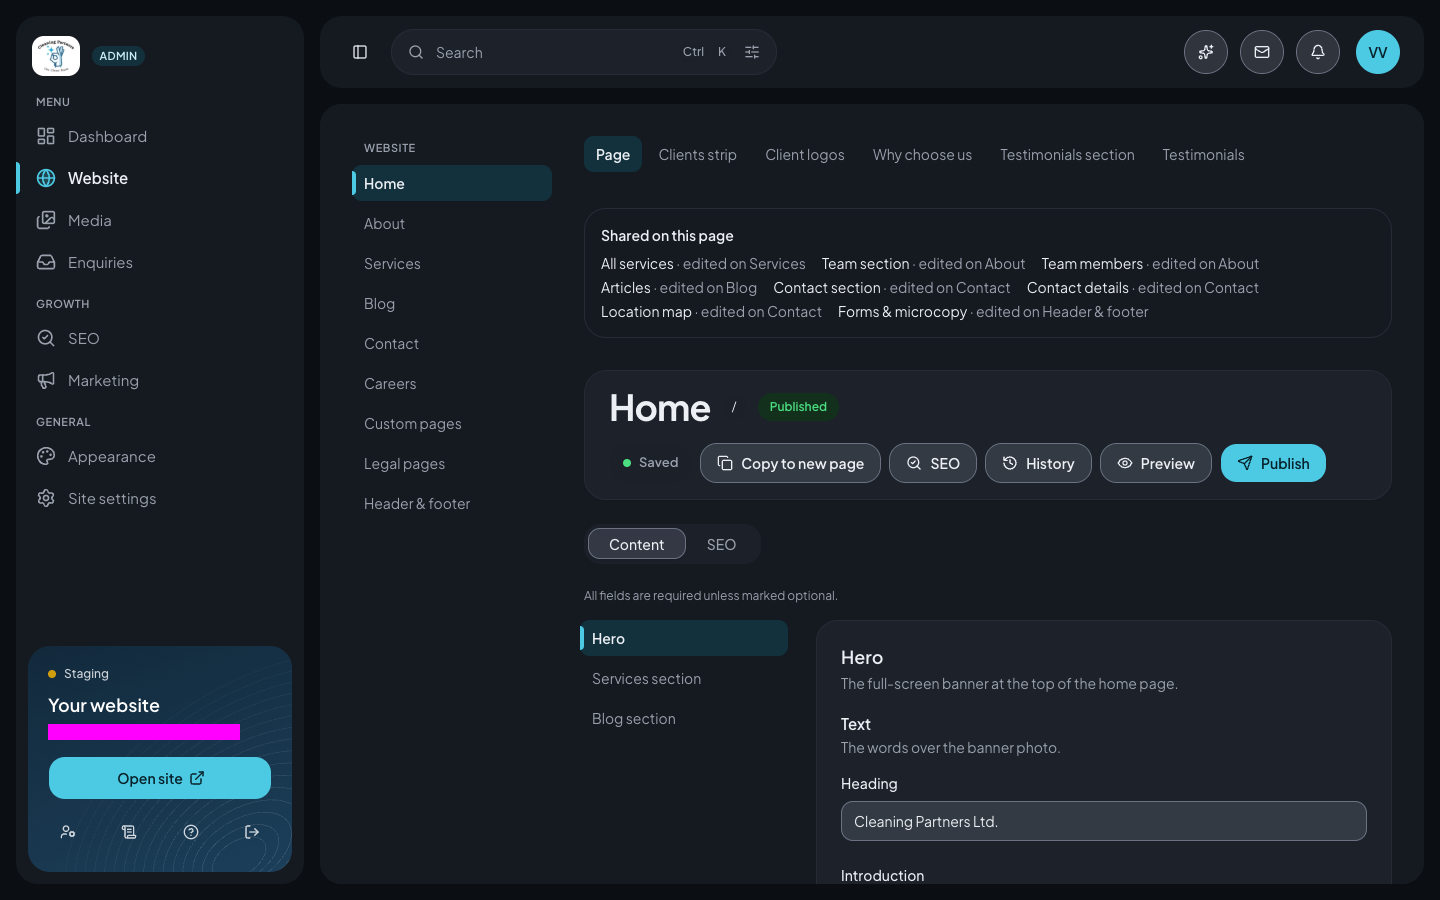 Cleaning Partners
ADMIN
MENU
Dashboard
Website
Media
Enquiries
GROWTH
SEO
Marketing
GENERAL
Appearance
Site settings
Staging
Your website
Open site
Search
Ctrl K
VV
WEBSITE
Home
About
Services
Blog
Contact
Careers
Custom pages
Legal pages
Header & footer
Page Clients strip Client logos Why choose us Testimonials section Testimonials
Shared on this page
All services · edited on Services Team section · edited on About Team members · edited on About
Articles · edited on Blog Contact section · edited on Contact Contact details · edited on Contact
Location map · edited on Contact Forms & microcopy · edited on Header & footer
Home / Published
Saved Copy to new page SEO History Preview Publish
Content SEO
All fields are required unless marked optional.
Hero
Services section
Blog section
Hero
The full-screen banner at the top of the home page.
Text
The words over the banner photo.
Heading
Cleaning Partners Ltd.
Introduction